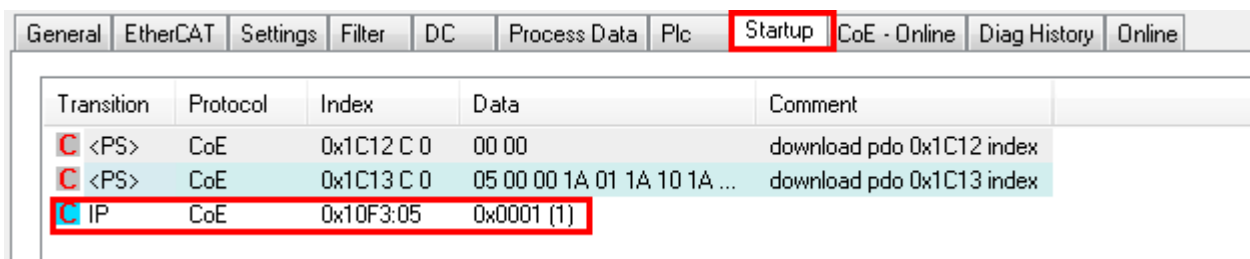 General EtherCAT Settings Filter DC Process Data Plc Startup CoE - Online Diag History Online
Transition Protocol Index Data Comment
C <PS> CoE 0x1C12 C 0 00 00 download pdo 0x1C12 index
C <PS> CoE 0x1C13 C 0 05 00 00 1A 01 1A 10 1A ... download pdo 0x1C13 index
C IP CoE 0x10F3:05 0x0001 (1)